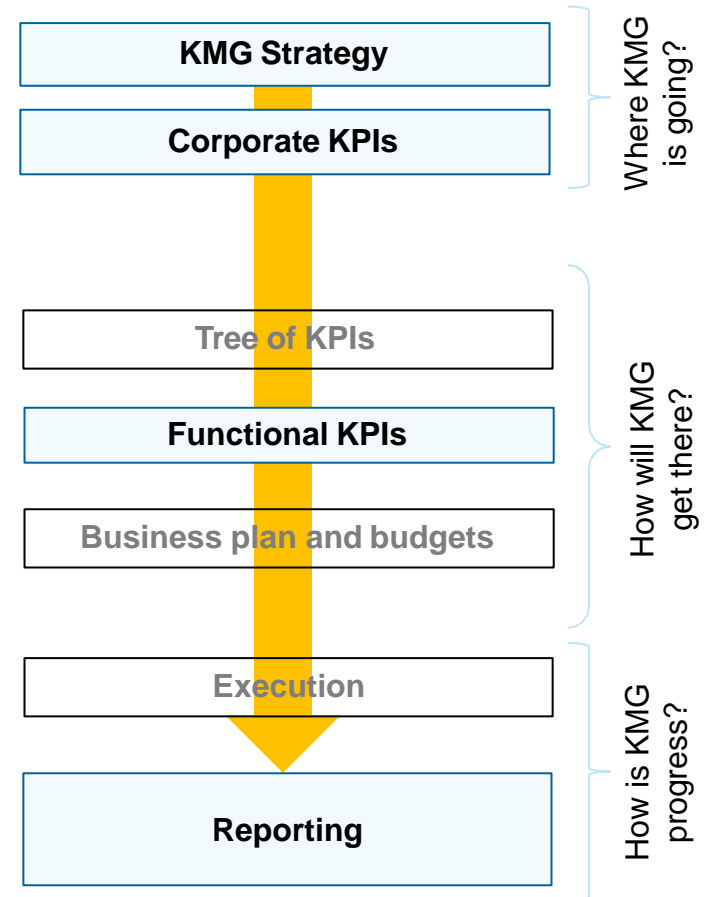 KMG Strategy
Corporate KPIs
Where KMG
is going?
Tree of KPIs
Functional KPIs
Business plan and budgets
How will KMG
get there?
Execution
Reporting
How is KMG
progress?